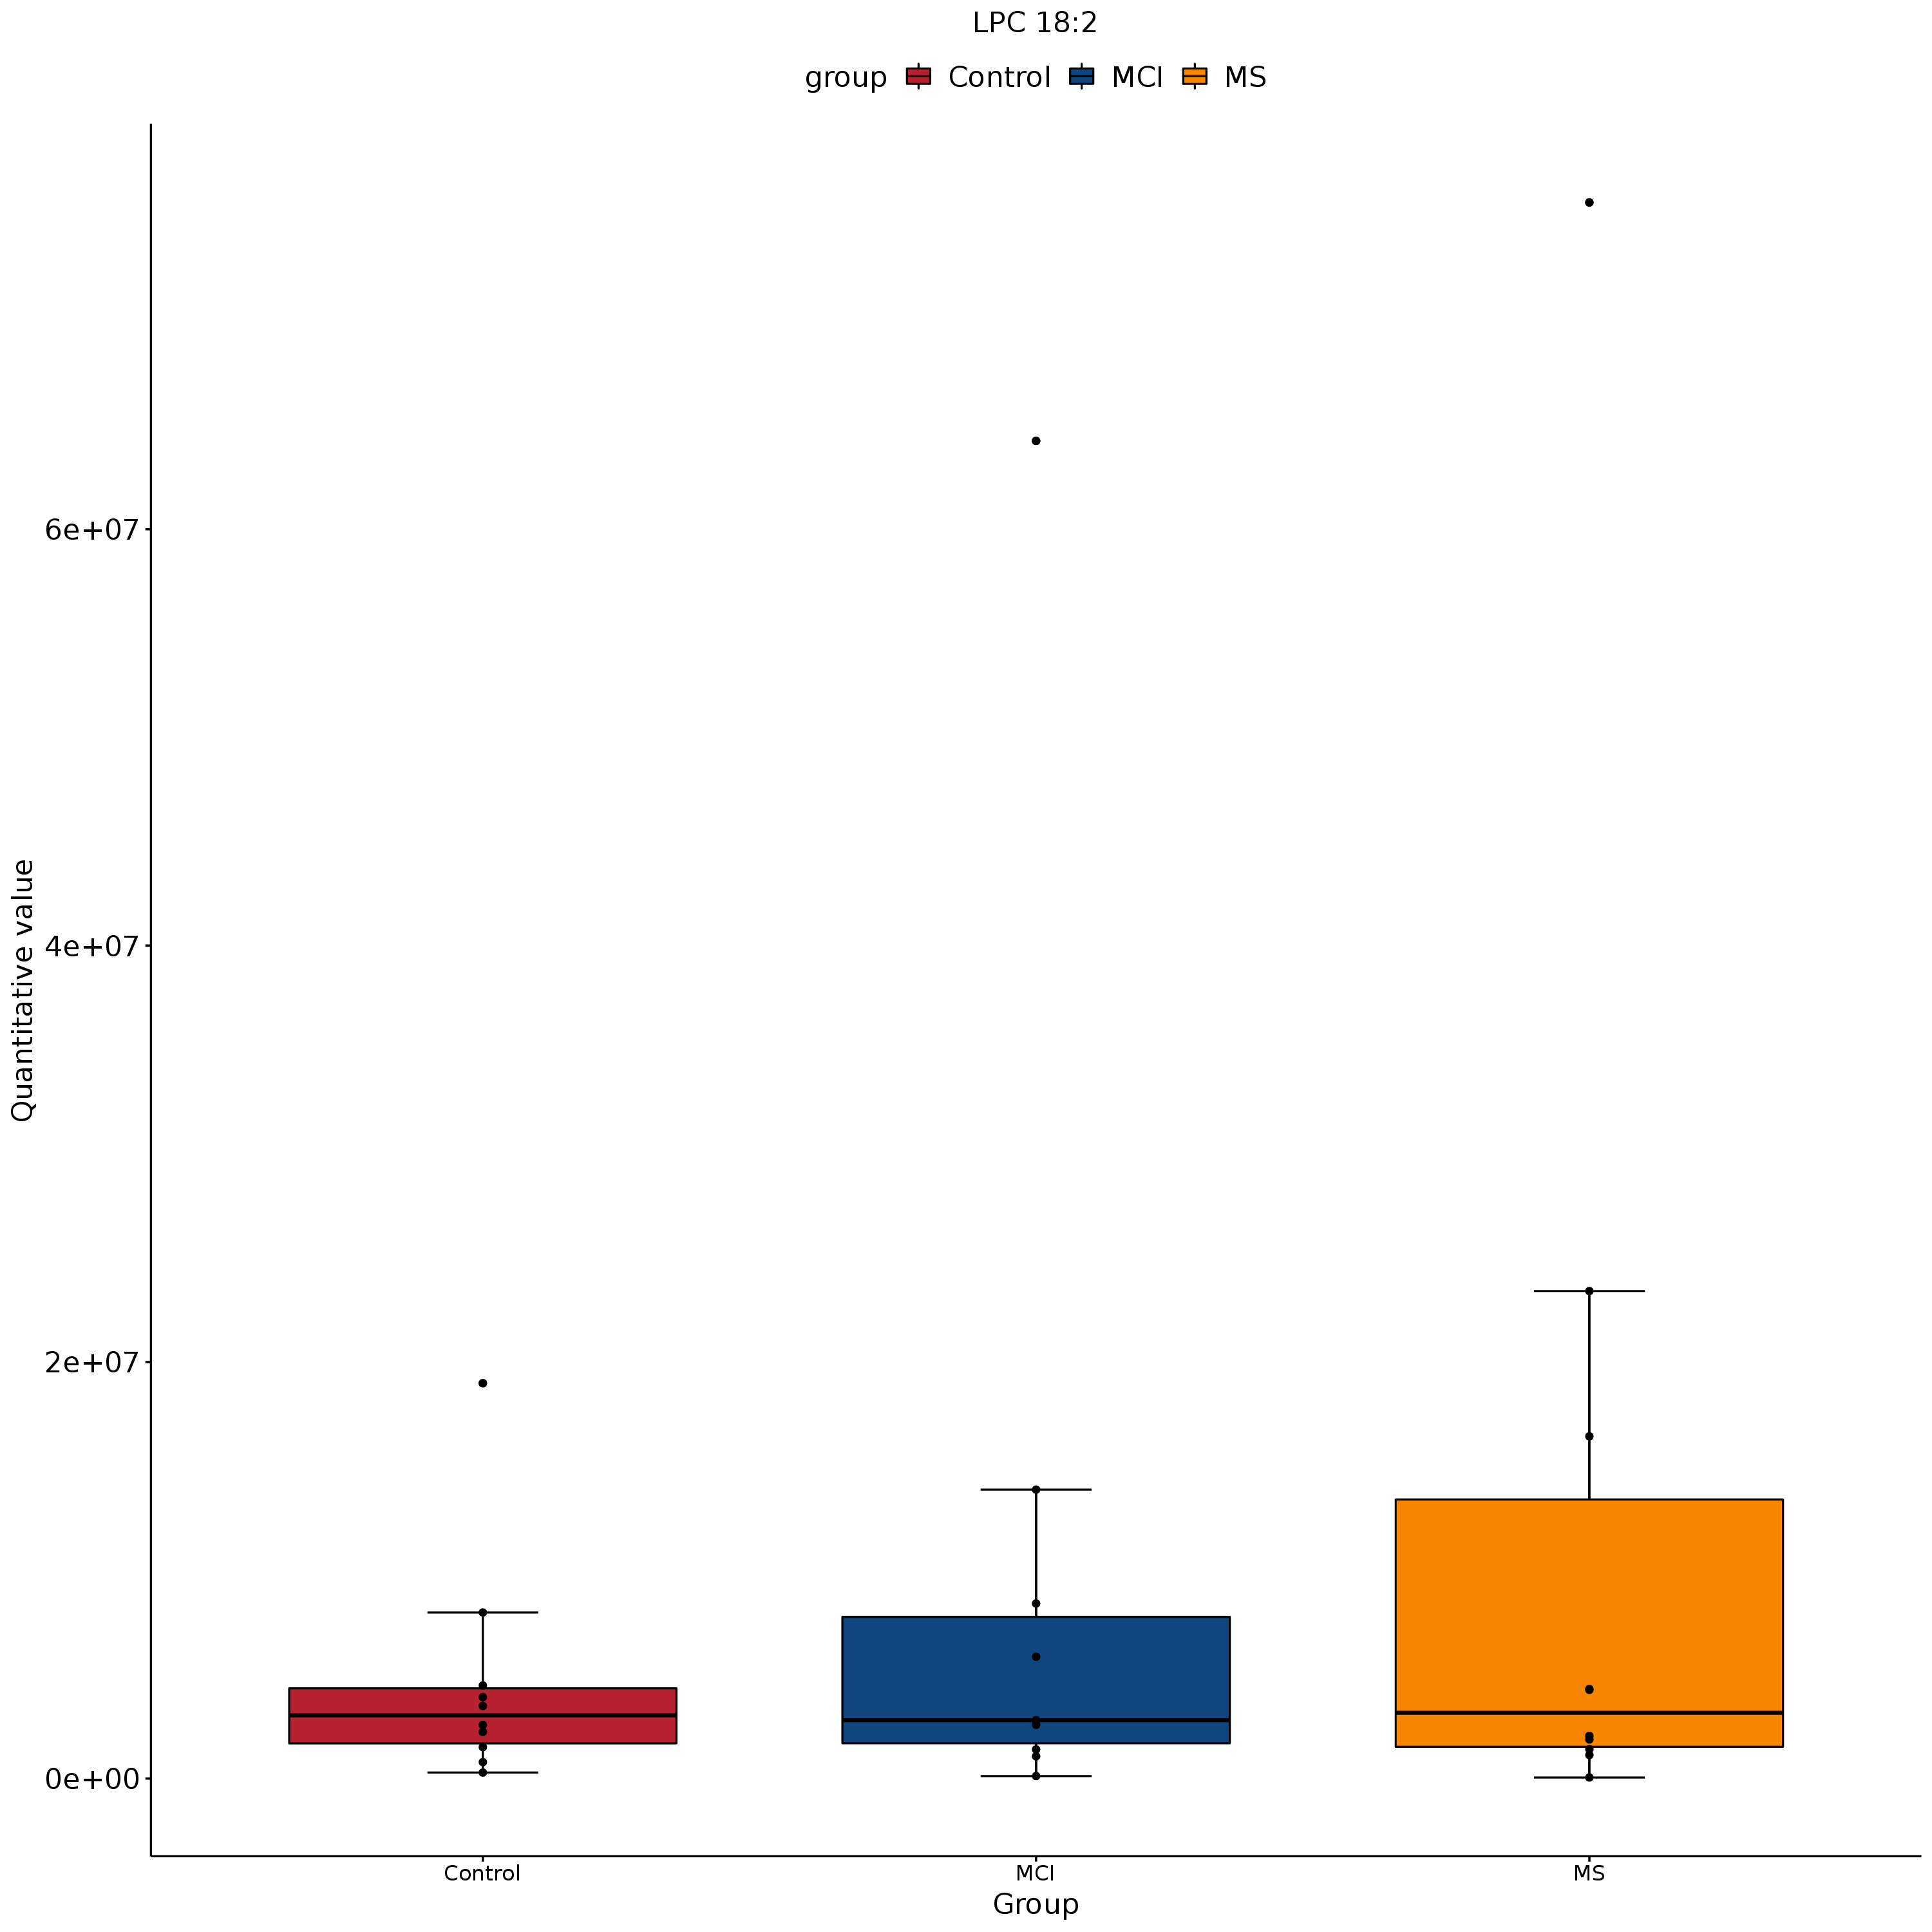 LPC 18:2
group Control MCI MS
Quantitative value
6e+07
4e+07
2e+07
0e+00
Control MCI MS
Group